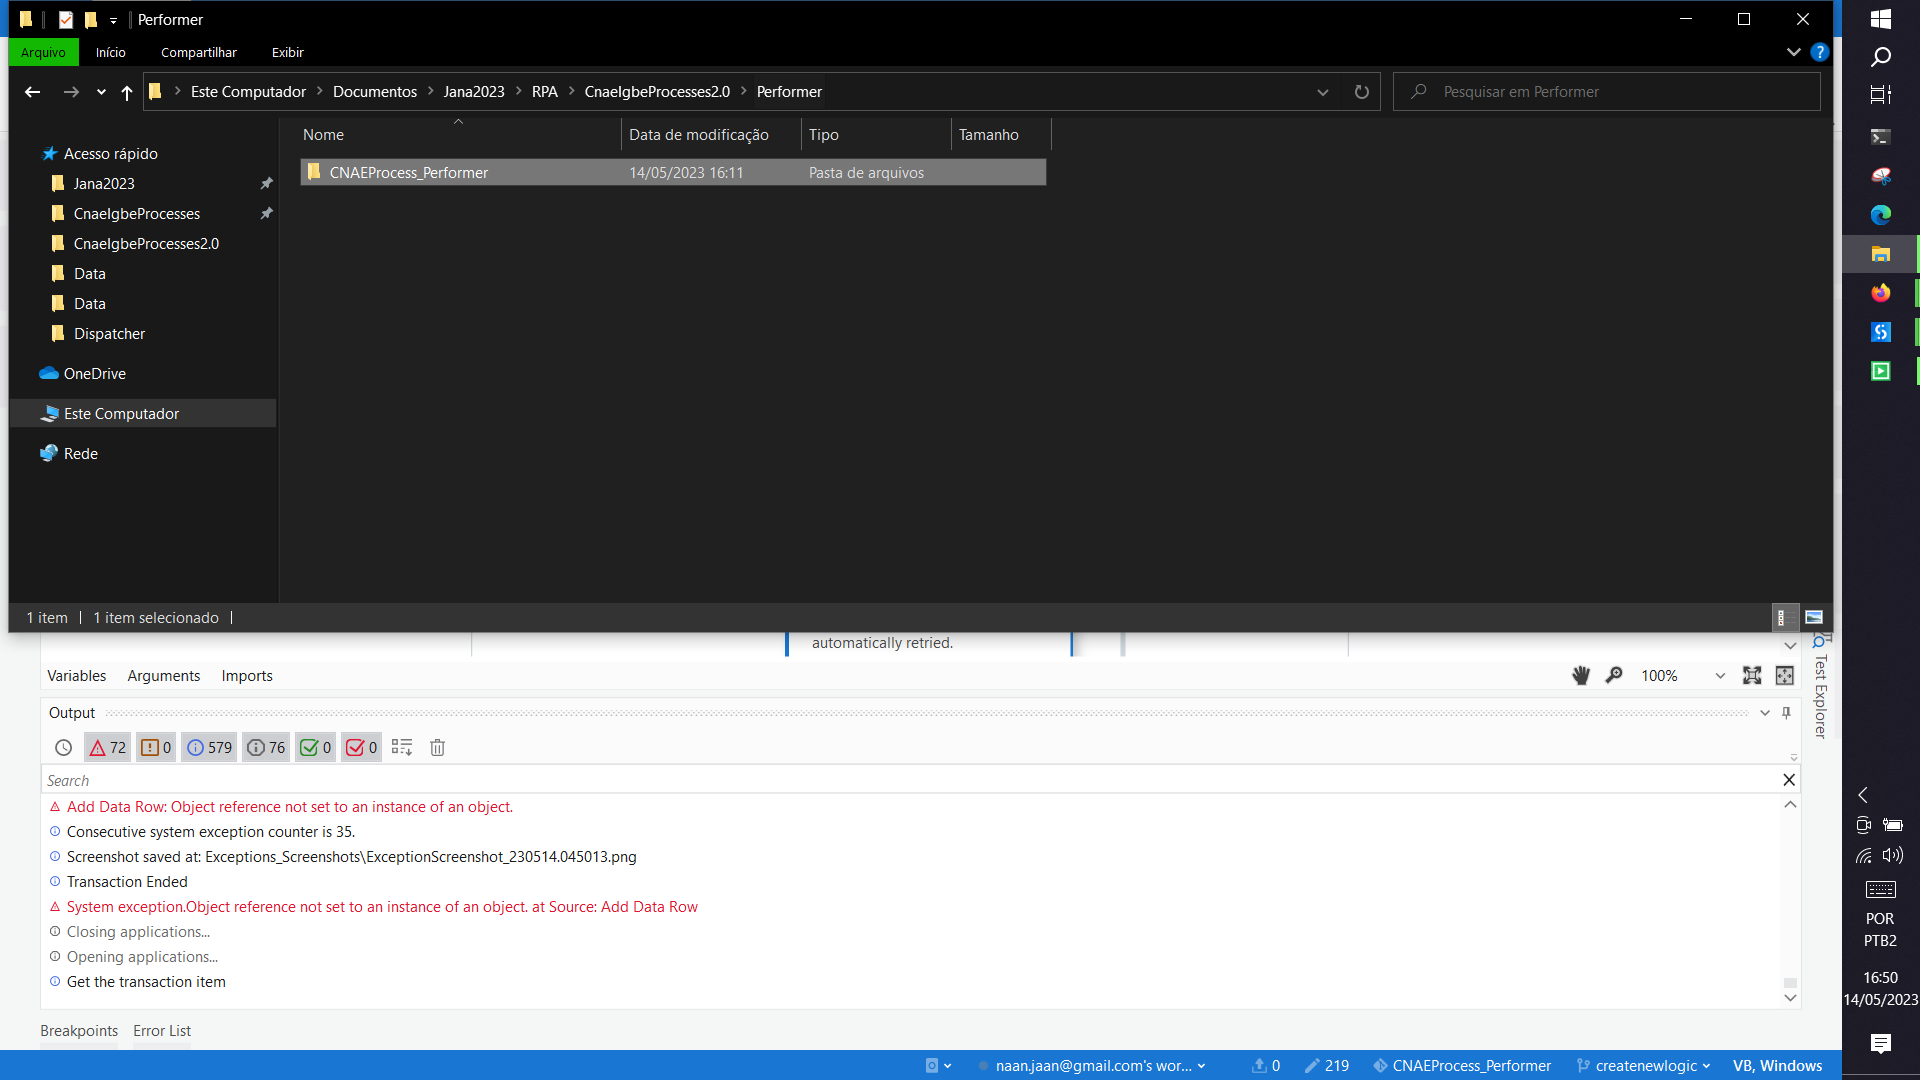 Performer
Arquivo Início Compartilhar Exibir
Este Computador Documentos Jana2023 RPA CnaeIgbeProcesses2.0 Performer
Pesquisar em Performer
Nome Data de modificação Tipo Tamanho
CNAEProcess_Performer 14/05/2023 16:11 Pasta de arquivos
Acesso rápido
Jana2023
CnaeIgbeProcesses
CnaeIgbeProcesses2.0
Data
Data
Dispatcher
OneDrive
Este Computador
Rede
1 item 1 item selecionado
automatically retried.
Variables Arguments Imports
100%
Test Explorer
Output
72 0 579 76 0 0
Search
Add Data Row: Object reference not set to an instance of an object.
Consecutive system exception counter is 35.
Screenshot saved at: Exceptions_Screenshots\ExceptionScreenshot_230514.045013.png
Transaction Ended
System exception.Object reference not set to an instance of an object. at Source: Add Data Row
Closing applications...
Opening applications...
Get the transaction item
Breakpoints Error List
naan.jaan@gmail.com's wor... 0 219 CNAEProcess_Performer createnewlogic VB, Windows
POR
PTB2
16:50
14/05/2023